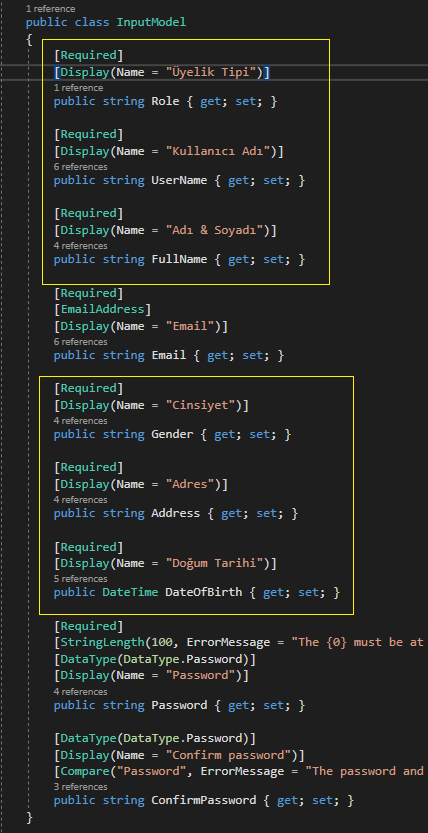 1 reference
public class InputModel
{
[Required]
[Display(Name = "Üyelik Tipi")]
1 reference
public string Role { get; set; }
[Required]
[Display(Name = "Kullanıcı Adı")]
6 references
public string UserName { get; set; }
[Required]
[Display(Name = "Adı & Soyadı")]
4 references
public string FullName { get; set; }
[Required]
[EmailAddress]
[Display(Name = "Email")]
6 references
public string Email { get; set; }
[Required]
[Display(Name = "Cinsiyet")]
4 references
public string Gender { get; set; }
[Required]
[Display(Name = "Adres")]
4 references
public string Address { get; set; }
[Required]
[Display(Name = "Doğum Tarihi")]
5 references
public DateTime DateOfBirth { get; set; }
[Required]
[StringLength(100, ErrorMessage = "The {0} must be at
[DataType(DataType.Password)]
[Display(Name = "Password")]
4 references
public string Password { get; set; }
[DataType(DataType.Password)]
[Display(Name = "Confirm password")]
[Compare("Password", ErrorMessage = "The password and
3 references
public string ConfirmPassword { get; set; }
}